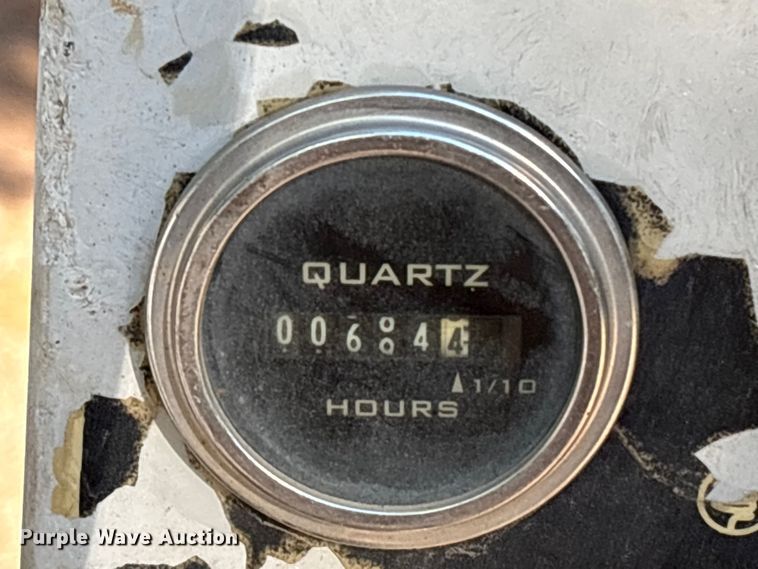 QUARTZ
006844
1/10
HOURS
Purple Wave Auction